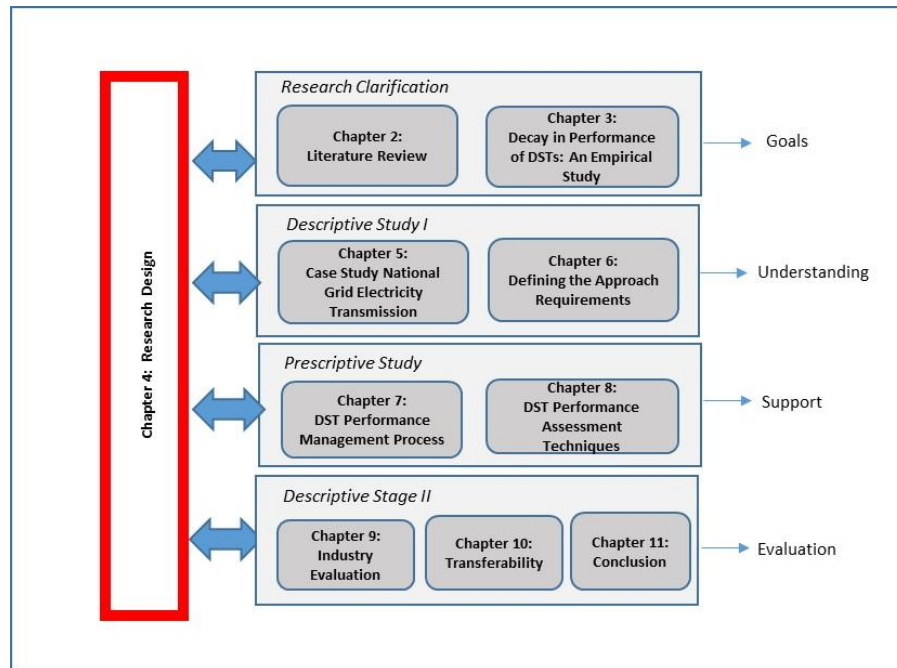 Chapter 4: Research Design
Research Clarification
Chapter 2:
Literature Review
Chapter 3:
Decay in Performance
of DSTs: An Empirical
Study
Goals
Descriptive Study I
Chapter 5:
Case Study National
Grid Electricity
Transmission
Chapter 6:
Defining the Approach
Requirements
Understanding
Prescriptive Study
Chapter 7:
DST Performance
Management Process
Chapter 8:
DST Performance
Assessment
Techniques
Support
Descriptive Stage II
Chapter 9:
Industry
Evaluation
Chapter 10:
Transferability
Chapter 11:
Conclusion
Evaluation